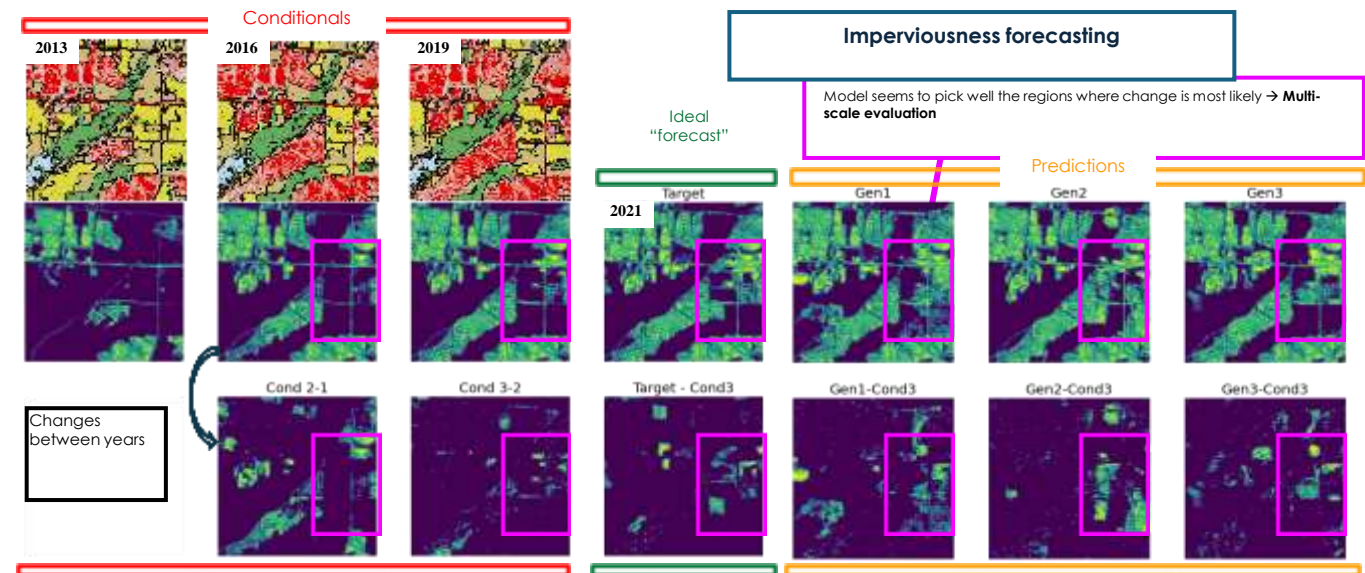 Conditionals
Imperviousness forecasting
2013
2016
2019
Model seems to pick well the regions where change is most likely → Multi-
scale evaluation
Ideal
“forecast”
Predictions
Target
Gen1
Gen2
Gen3
2021
Cond 2-1
Cond 3-2
Target - Cond3
Gen1-Cond3
Gen2-Cond3
Gen3-Cond3
Changes
between years